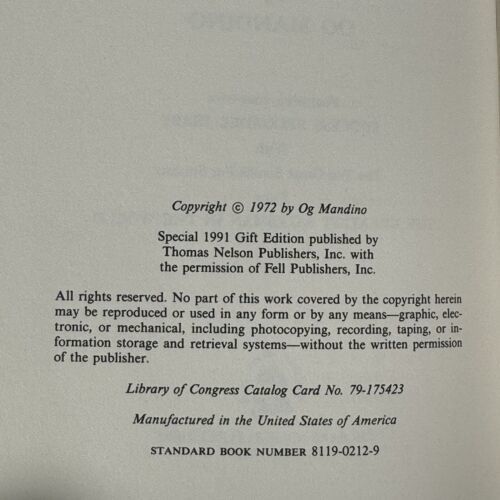 Copyright © 1972 by Og Mandino
Special 1991 Gift Edition published by
Thomas Nelson Publishers, Inc. with
the permission of Fell Publishers, Inc.
All rights reserved. No part of this work covered by the copyright herein
may be reproduced or used in any form or by any means—graphic, elec-
tronic, or mechanical, including photocopying, recording, taping, or in-
formation storage and retrieval systems—without the written permission
of the publisher.
Library of Congress Catalog Card No. 79-175423
Manufactured in the United States of America
STANDARD BOOK NUMBER 8119-0212-9